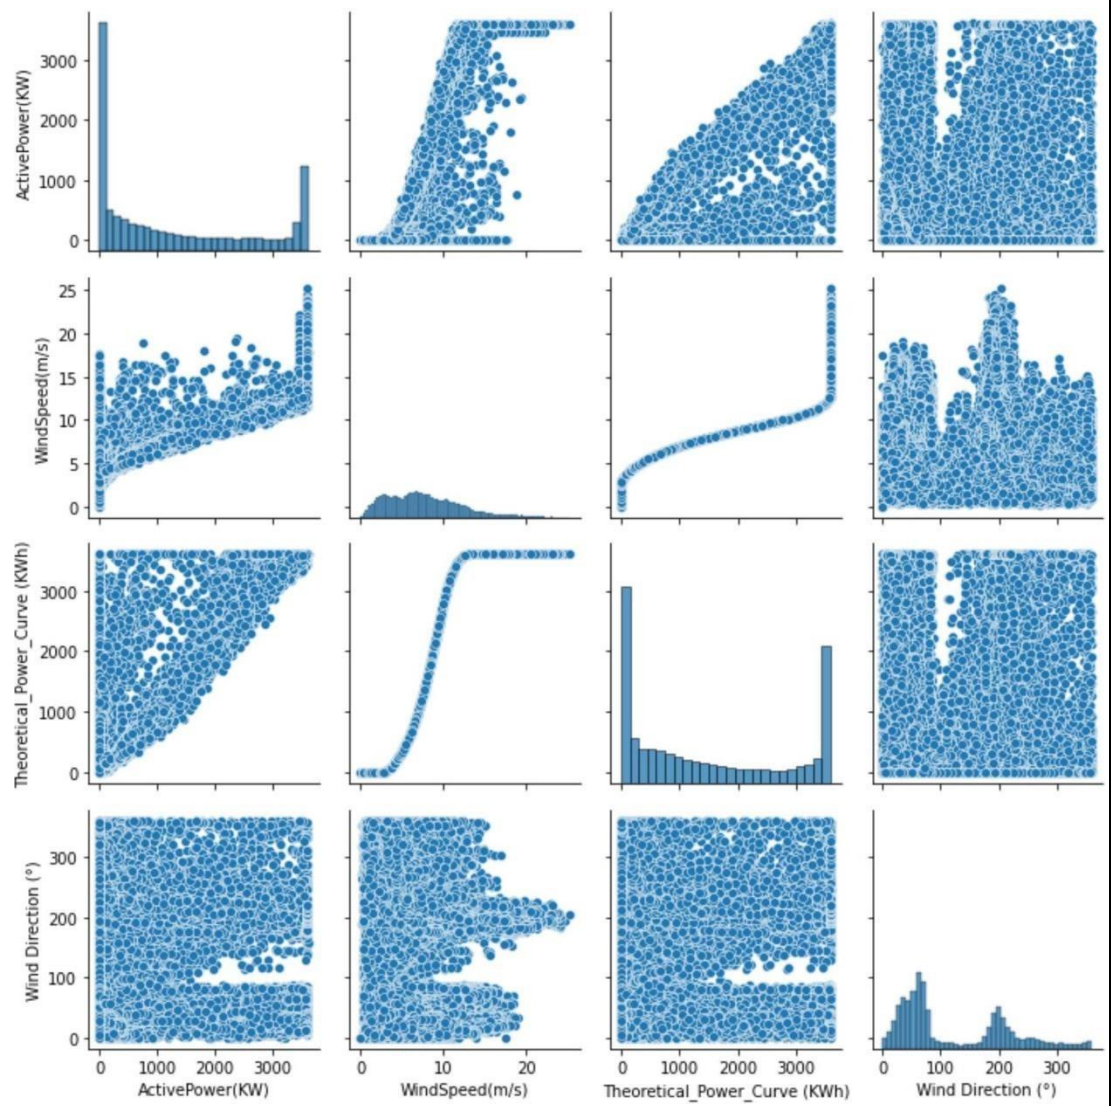 ActivePower(KW)
3000
2000
1000
0
WindSpeed(m/s)
25
20
15
10
5
0
Theoretical_Power_Curve (KWh)
3000
2000
1000
0
Wind Direction (°)
300
200
100
0
0 1000 2000 3000
ActivePower(KW)
0 10 20
WindSpeed(m/s)
0 1000 2000 3000
Theoretical_Power_Curve (KWh)
0 100 200 300
Wind Direction (°)